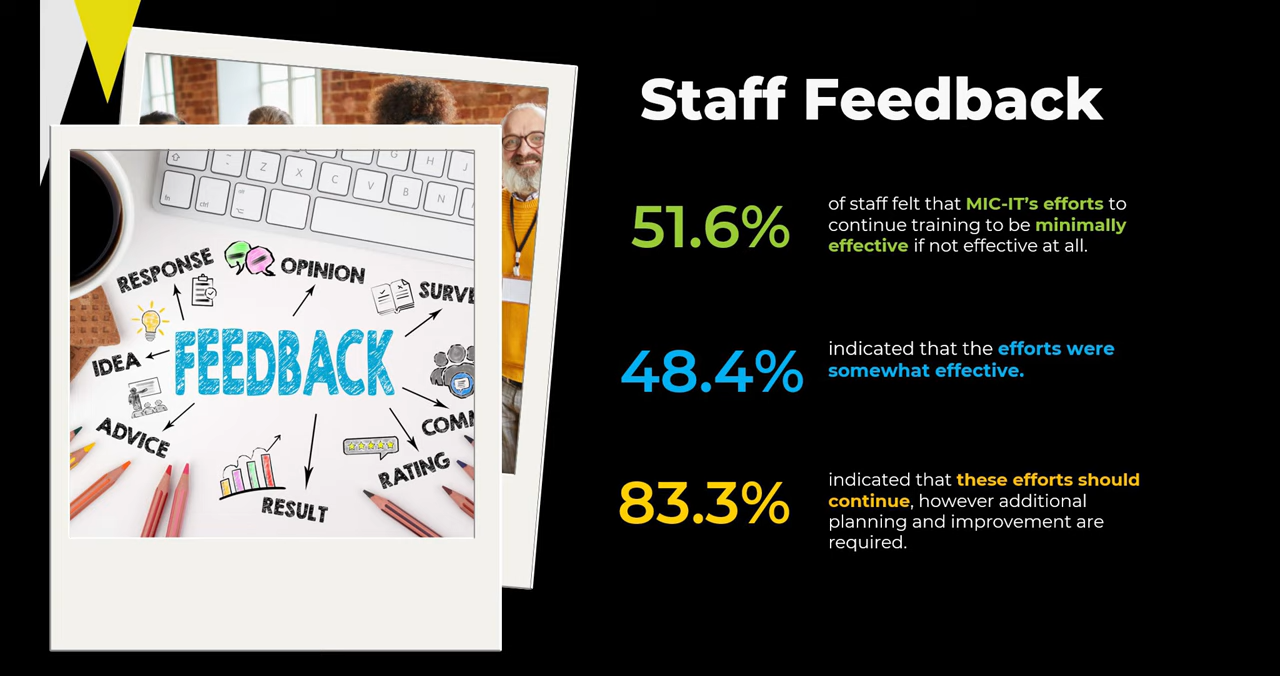 Staff Feedback
51.6%
of staff felt that MIC-IT’s efforts to
continue training to be minimally
effective if not effective at all.
48.4%
indicated that the efforts were
somewhat effective.
83.3%
indicated that these efforts should
continue, however additional
planning and improvement are
required.
RESPONSE
OPINION
IDEA
FEEDBACK
ADVICE
RATING
RESULT
G H J
Z X C V B N
fn ctrl